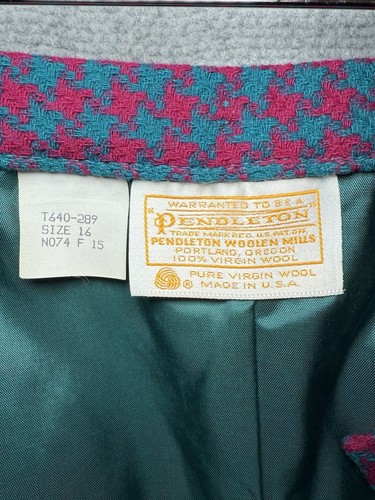 T640-289
SIZE 16
N074 F 15
WARRANTED TO BE A
"PENDLETON"
TRADE MARK REG. U.S. PAT. OFF.
PENDLETON WOOLEN MILLS
PORTLAND, OREGON
100% VIRGIN WOOL
PURE VIRGIN WOOL
® MADE IN U.S.A.